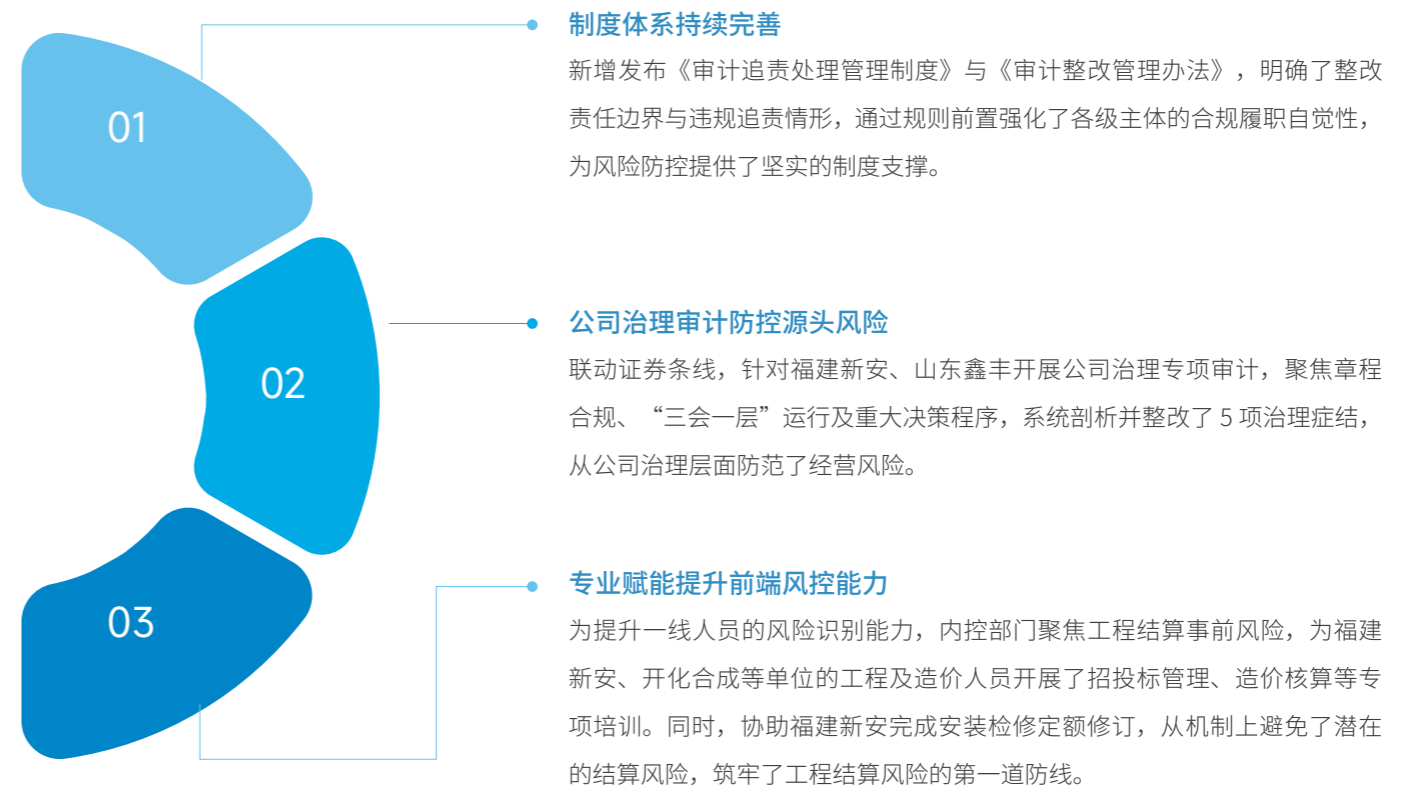 01
制度体系持续完善
新增发布《审计追责处理管理制度》与《审计整改管理办法》，明确了整改
责任边界与违规追责情形，通过规则前置强化了各级主体的合规履职自觉性，
为风险防控提供了坚实的制度支撑。
02
公司治理审计防控源头风险
联动证券条线，针对福建新安、山东鑫丰开展公司治理专项审计，聚焦章程
合规、“三会一层”运行及重大决策程序，系统剖析并整改了 5 项治理症结，
从公司治理层面防范了经营风险。
03
专业赋能提升前端风控能力
为提升一线人员的风险识别能力，内控部门聚焦工程结算事前风险，为福建
新安、开化合成等单位的工程及造价人员开展了招投标管理、造价核算等专
项培训。同时，协助福建新安完成安装检修定额修订，从机制上避免了潜在
的结算风险，筑牢了工程结算风险的第一道防线。